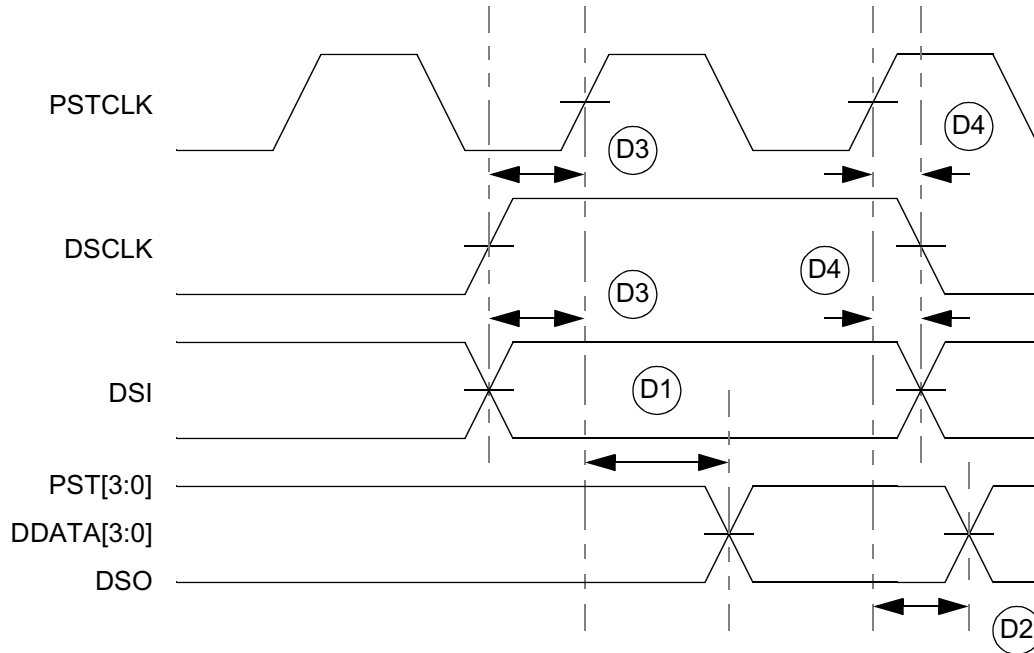 PSTCLK
D3
D4
DSCLK
D4
D3
DSI
D1
PST[3:0]
DDATA[3:0]
DSO
D2